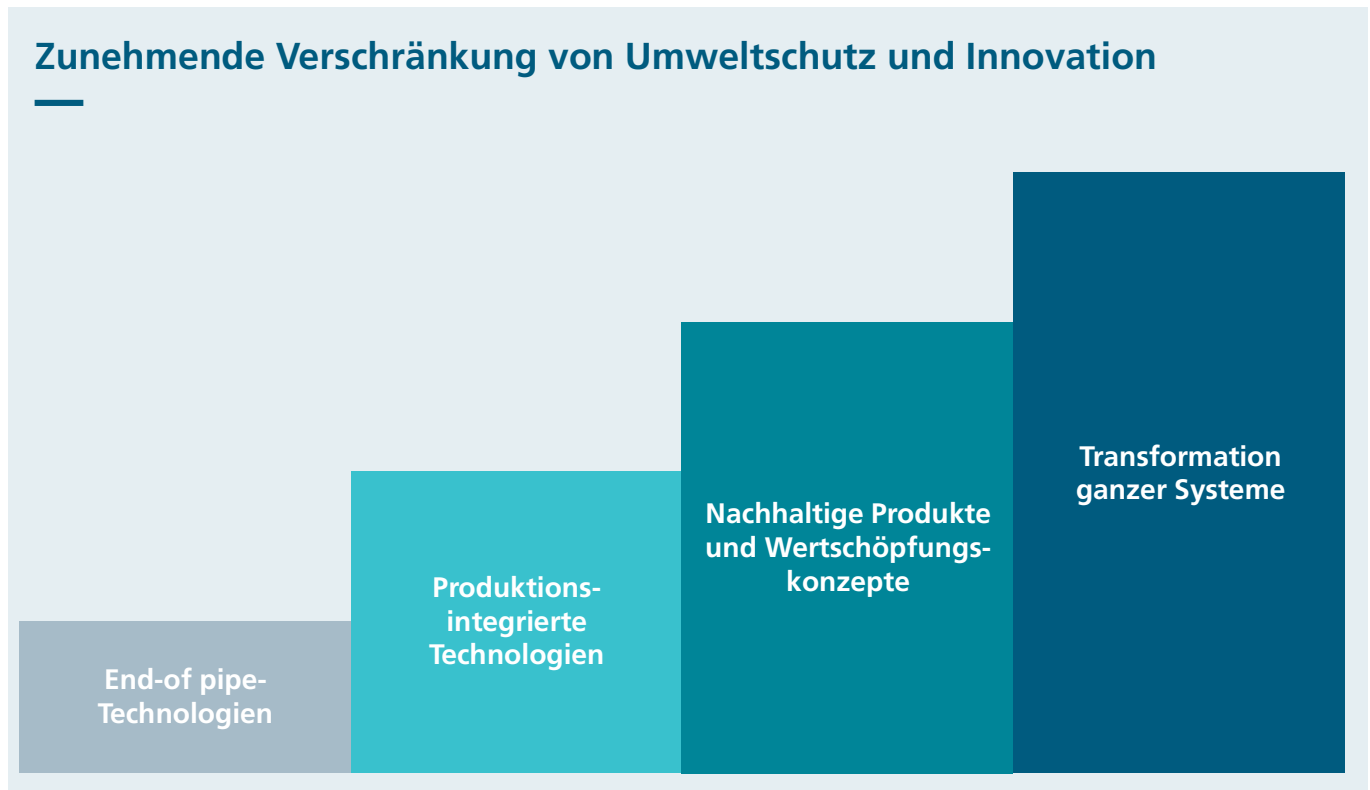 Zunehmende Verschränkung von Umweltschutz und Innovation
End-of pipe-
Technologien
Produktions-
integrierte
Technologien
Nachhaltige Produkte
und Wertschöpfungs-
konzepte
Transformation
ganzer Systeme